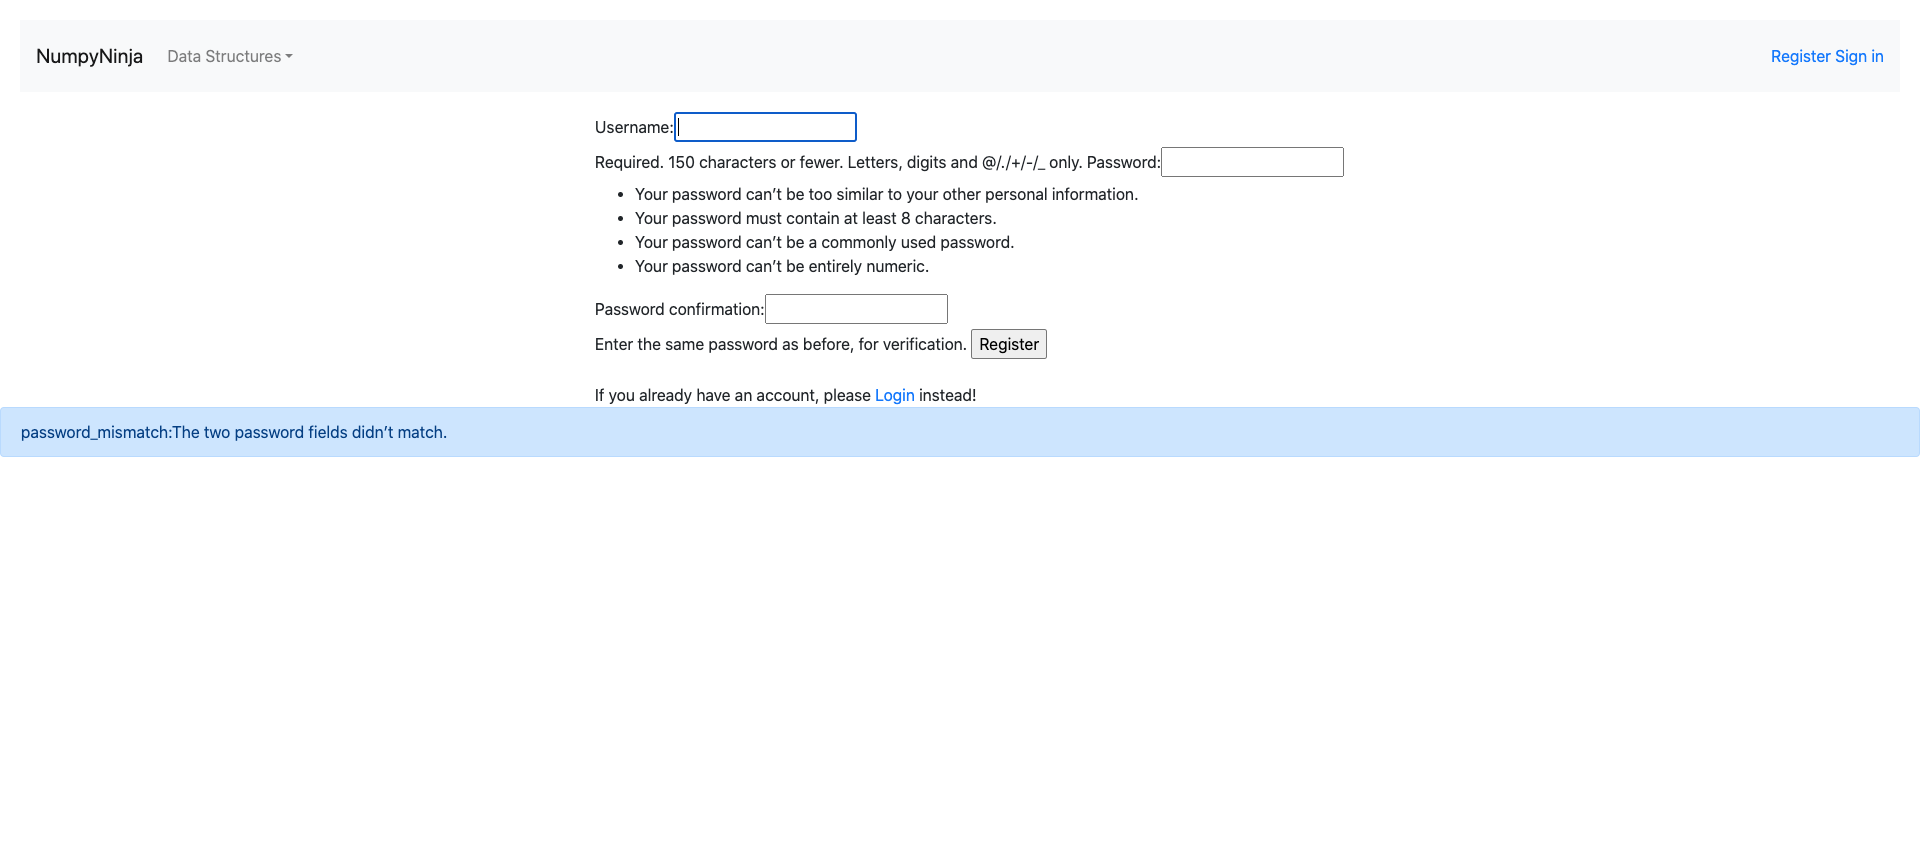 NumpyNinja Data Structures Register Sign in
Username:
Required. 150 characters or fewer. Letters, digits and @/./+/-/_ only. Password:
Your password can’t be too similar to your other personal information.
Your password must contain at least 8 characters.
Your password can’t be a commonly used password.
Your password can’t be entirely numeric.
Password confirmation:
Enter the same password as before, for verification. Register
If you already have an account, please Login instead!
password_mismatch:The two password fields didn’t match.